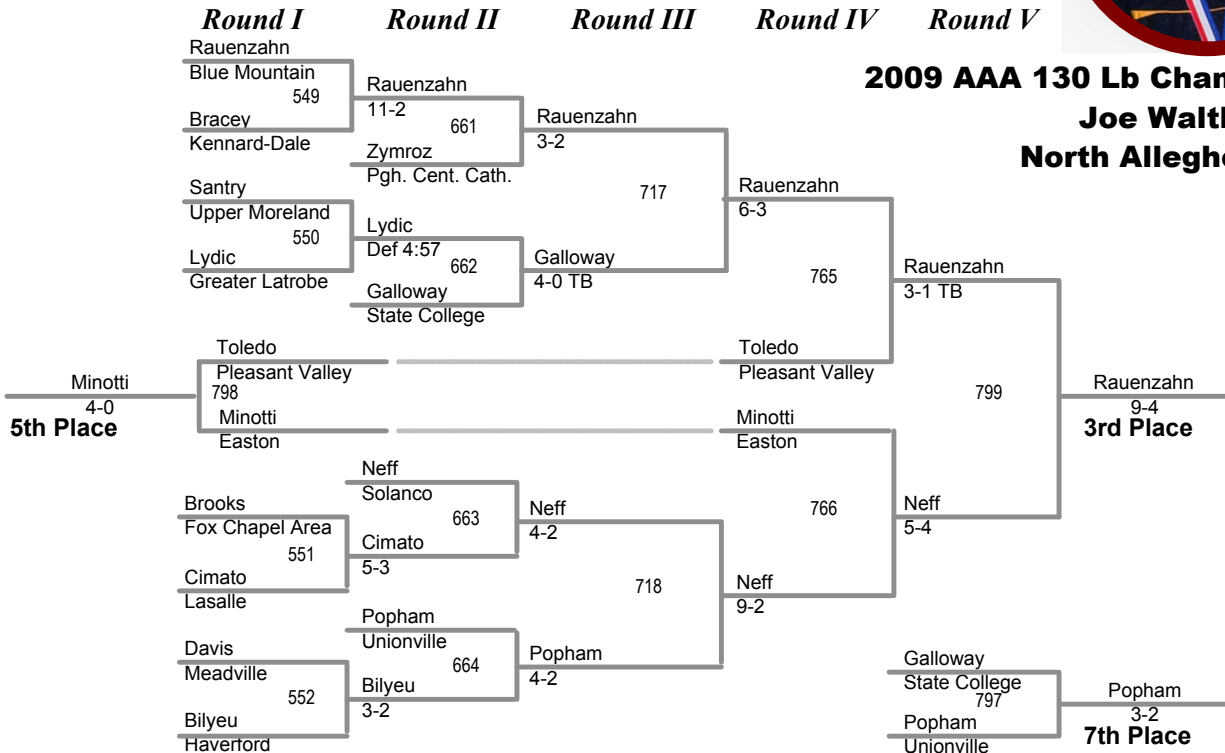 Round I Round II Round III Round IV Round V
2009 AAA 130 Lb
Joe
North
Rauenzahn
Blue Mountain
549
Bracey
Kennard-Dale
Santry
Upper Moreland
550
Lydic
Greater Latrobe
Rauenzahn
11-2
661
Zymroz
Pgh. Cent. Cath.
Lydic
Def 4:57
662
Galloway
State College
Rauenzahn
3-2
717
Galloway
4-0 TB
Rauenzahn
6-3
765
Toledo
Pleasant Valley
Rauenzahn
3-1 TB
Toledo
Pleasant Valley
798
Minotti
Easton
Minotti
4-0
5th Place
Minotti
Easton
766
Neff
9-2
799
Neff
5-4
Rauenzahn
9-4
3rd Place
Brooks
Fox Chapel Area
551
Cimato
Lasalle
Davis
Meadville
552
Bilyeu
Haverford
Neff
Solanco
663
Cimato
5-3
Popham
Unionville
664
Bilyeu
3-2
Neff
4-2
718
Popham
4-2
Galloway
State College
797
Popham
Unionville
Popham
3-2
7th Place